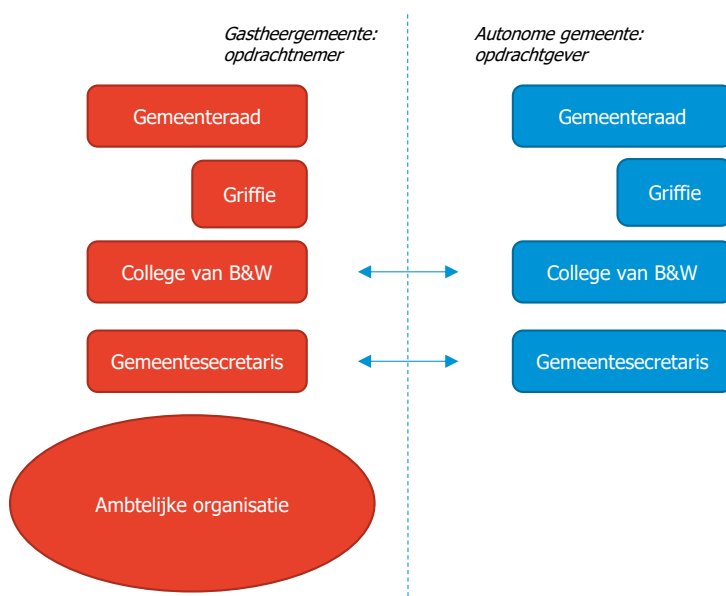 Gastheergemeente:
opdrachtnemer
Autonome gemeente:
opdrachtgever
Gemeenteraad
Gemeenteraad
Griffie
Griffie
College van B&W
College van B&W
Gemeentesecretaris
Gemeentesecretaris
Ambtelijke organisatie